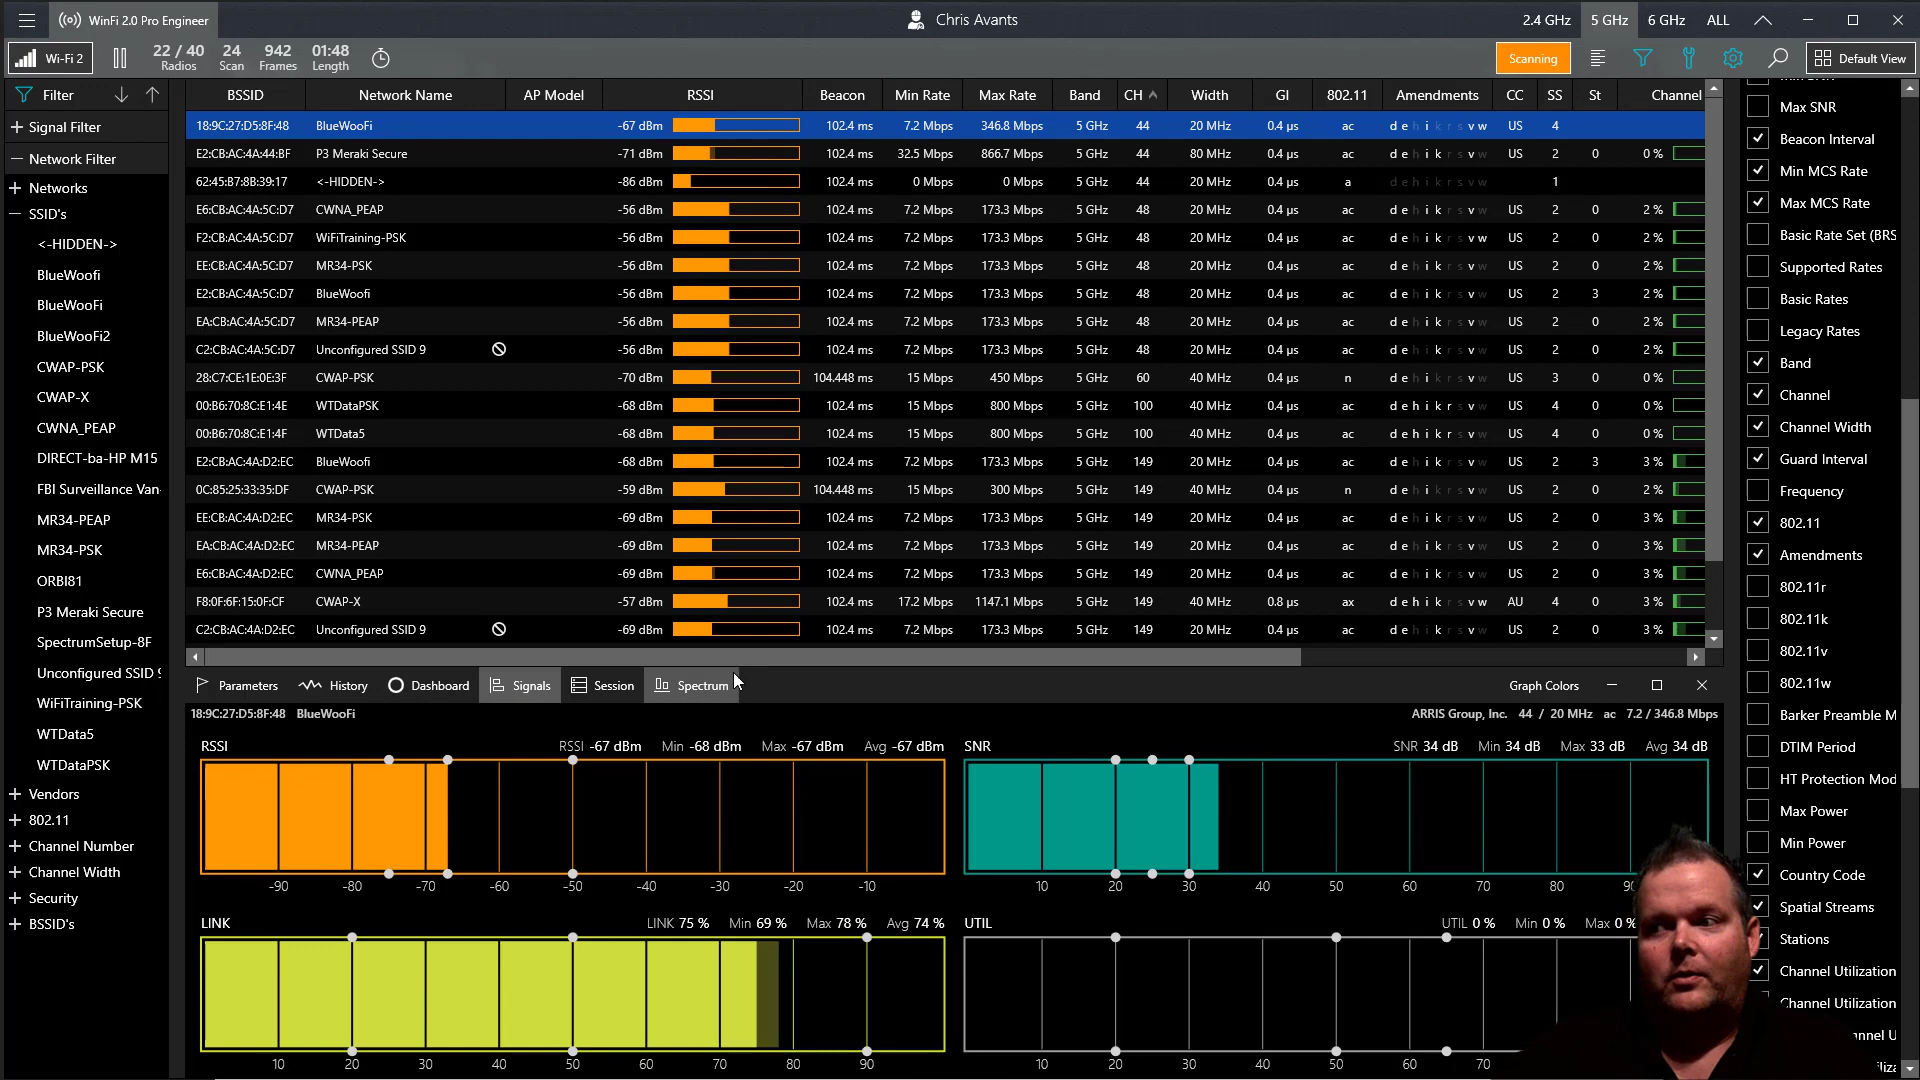 WinFi 2.0 Pro Engineer Chris Avants 2.4 GHz 5 GHz 6 GHz ALL
Wi-Fi 2 22 / 40 24 942 01:48 Scanning Default View
Radios Scan Frames Length
Filter BSSID Network Name AP Model RSSI Beacon Min Rate Max Rate Band CH Width GI 802.11 Amendments CC SS St Channel
18:9C:27:D5:8F:48 BlueWooFi -67 dBm 102.4 ms 7.2 Mbps 346.8 Mbps 5 GHz 44 20 MHz 0.4 µs ac d e h i k r s v w US 4
E2:CB:AC:4A:44:BF P3 Meraki Secure -71 dBm 102.4 ms 32.5 Mbps 866.7 Mbps 5 GHz 44 80 MHz 0.4 µs ac d e h i k r s v w US 2 0 0 %
62:45:B7:8B:39:17 <-HIDDEN-> -86 dBm 102.4 ms 0 Mbps 0 Mbps 5 GHz 44 20 MHz 0.4 µs a d e h i k r s v w 1
E6:CB:AC:4A:5C:D7 CWNA_PEAP -56 dBm 102.4 ms 7.2 Mbps 173.3 Mbps 5 GHz 48 20 MHz 0.4 µs ac d e h i k r s v w US 2 0 2 %
F2:CB:AC:4A:5C:D7 WiFiTraining-PSK -56 dBm 102.4 ms 7.2 Mbps 173.3 Mbps 5 GHz 48 20 MHz 0.4 µs ac d e h i k r s v w US 2 0 2 %
EE:CB:AC:4A:5C:D7 MR34-PSK -56 dBm 102.4 ms 7.2 Mbps 173.3 Mbps 5 GHz 48 20 MHz 0.4 µs ac d e h i k r s v w US 2 0 2 %
E2:CB:AC:4A:5C:D7 BlueWoofi -56 dBm 102.4 ms 7.2 Mbps 173.3 Mbps 5 GHz 48 20 MHz 0.4 µs ac d e h i k r s v w US 2 3 2 %
EA:CB:AC:4A:5C:D7 MR34-PEAP -56 dBm 102.4 ms 7.2 Mbps 173.3 Mbps 5 GHz 48 20 MHz 0.4 µs ac d e h i k r s v w US 2 0 2 %
C2:CB:AC:4A:5C:D7 Unconfigured SSID 9 -56 dBm 102.4 ms 7.2 Mbps 173.3 Mbps 5 GHz 48 20 MHz 0.4 µs ac d e h i k r s v w US 2 0 2 %
28:C7:CE:1E:0E:3F CWAP-PSK -70 dBm 104.448 ms 15 Mbps 450 Mbps 5 GHz 60 40 MHz 0.4 µs n d e h i k r s v w US 3 0 0 %
00:B6:70:8C:E1:4E WTDataPSK -68 dBm 102.4 ms 15 Mbps 800 Mbps 5 GHz 100 40 MHz 0.4 µs ac d e h i k r s v w US 4 0 0 %
00:B6:70:8C:E1:4F WTData5 -68 dBm 102.4 ms 15 Mbps 800 Mbps 5 GHz 100 40 MHz 0.4 µs ac d e h i k r s v w US 4 0 0 %
E2:CB:AC:4A:D2:EC BlueWoofi -68 dBm 102.4 ms 7.2 Mbps 173.3 Mbps 5 GHz 149 20 MHz 0.4 µs ac d e h i k r s v w US 2 3 3 %
0C:85:25:33:35:DF CWAP-PSK -59 dBm 104.448 ms 15 Mbps 300 Mbps 5 GHz 149 40 MHz 0.4 µs n d e h i k r s v w US 2 0 2 %
EE:CB:AC:4A:D2:EC MR34-PSK -69 dBm 102.4 ms 7.2 Mbps 173.3 Mbps 5 GHz 149 20 MHz 0.4 µs ac d e h i k r s v w US 2 0 3 %
EA:CB:AC:4A:D2:EC MR34-PEAP -69 dBm 102.4 ms 7.2 Mbps 173.3 Mbps 5 GHz 149 20 MHz 0.4 µs ac d e h i k r s v w US 2 0 3 %
E6:CB:AC:4A:D2:EC CWNA_PEAP -69 dBm 102.4 ms 7.2 Mbps 173.3 Mbps 5 GHz 149 20 MHz 0.4 µs ac d e h i k r s v w US 2 0 3 %
F8:0F:6F:15:0F:CF CWAP-X -57 dBm 102.4 ms 17.2 Mbps 1147.1 Mbps 5 GHz 149 40 MHz 0.8 µs ax d e h i k r s v w AU 4 0 3 %
C2:CB:AC:4A:D2:EC Unconfigured SSID 9 -69 dBm 102.4 ms 7.2 Mbps 173.3 Mbps 5 GHz 149 20 MHz 0.4 µs ac d e h i k r s v w US 2 0 3 %
Signal Filter
Network Filter
Networks
SSID's
<-HIDDEN->
BlueWoofi
BlueWooFi
BlueWooFi2
CWAP-PSK
CWAP-X
CWNA_PEAP
DIRECT-ba-HP M15
FBI Surveillance Van-
MR34-PEAP
MR34-PSK
ORBI81
P3 Meraki Secure
SpectrumSetup-8F
Unconfigured SSID 9
WiFiTraining-PSK
WTData5
WTDataPSK
Vendors
802.11
Channel Number
Channel Width
Security
BSSID's
Parameters History Dashboard Signals Session Spectrum Graph Colors
18:9C:27:D5:8F:48 BlueWooFi ARRIS Group, Inc. 44 / 20 MHz ac 7.2 / 346.8 Mbps
RSSI RSSI -67 dBm Min -68 dBm Max -67 dBm Avg -67 dBm
-90 -80 -70 -60 -50 -40 -30 -20 -10
SNR SNR 34 dB Min 34 dB Max 33 dB Avg 34 dB
10 20 30 40 50 60 70 80
LINK LINK 75 % Min 69 % Max 78 % Avg 74 %
10 20 30 40 50 60 70 80 90
UTIL UTIL 0 % Min 0 % Max 0 %
10 20 30 40 50 60 70
Max SNR
Beacon Interval
Min MCS Rate
Max MCS Rate
Basic Rate Set (BRS
Supported Rates
Basic Rates
Legacy Rates
Band
Channel
Channel Width
Guard Interval
Frequency
802.11
Amendments
802.11r
802.11k
802.11v
802.11w
Barker Preamble M
DTIM Period
HT Protection Mod
Max Power
Min Power
Country Code
Spatial Streams
Stations
Channel Utilization
Channel Utilization